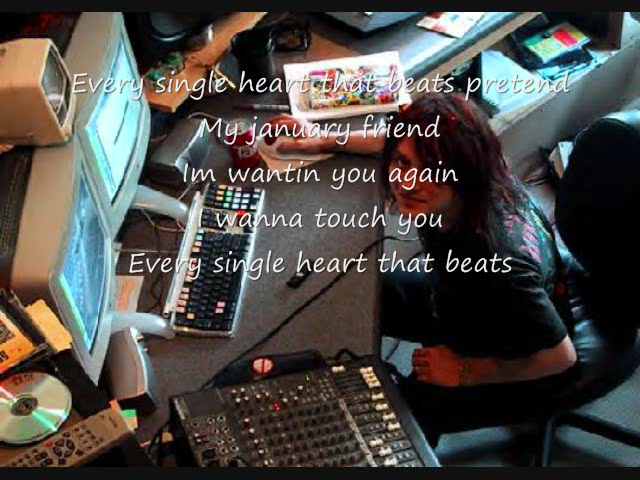 Every single heart that beats pretend
My january friend
Im wantin you again
I wanna touch you
Every single heart that beats